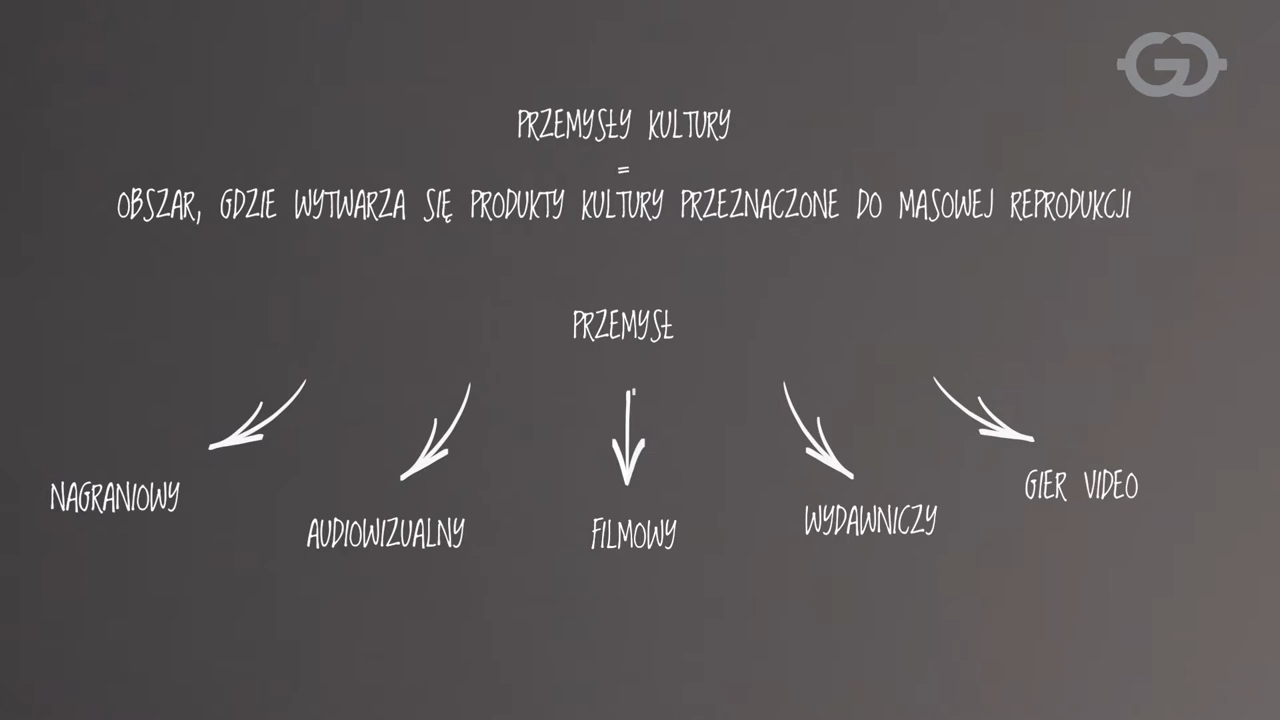 PRZEMYSŁY KULTURY
=
OBSZAR, GDZIE WYTWARZA SIĘ PRODUKTY KULTURY PRZEZNACZONE DO MASOWEJ REPRODUKCJI
PRZEMYSŁ
NAGRANIOWY
AUDIOWIZUALNY
FILMOWY
WYDAWNICZY
GIER VIDEO